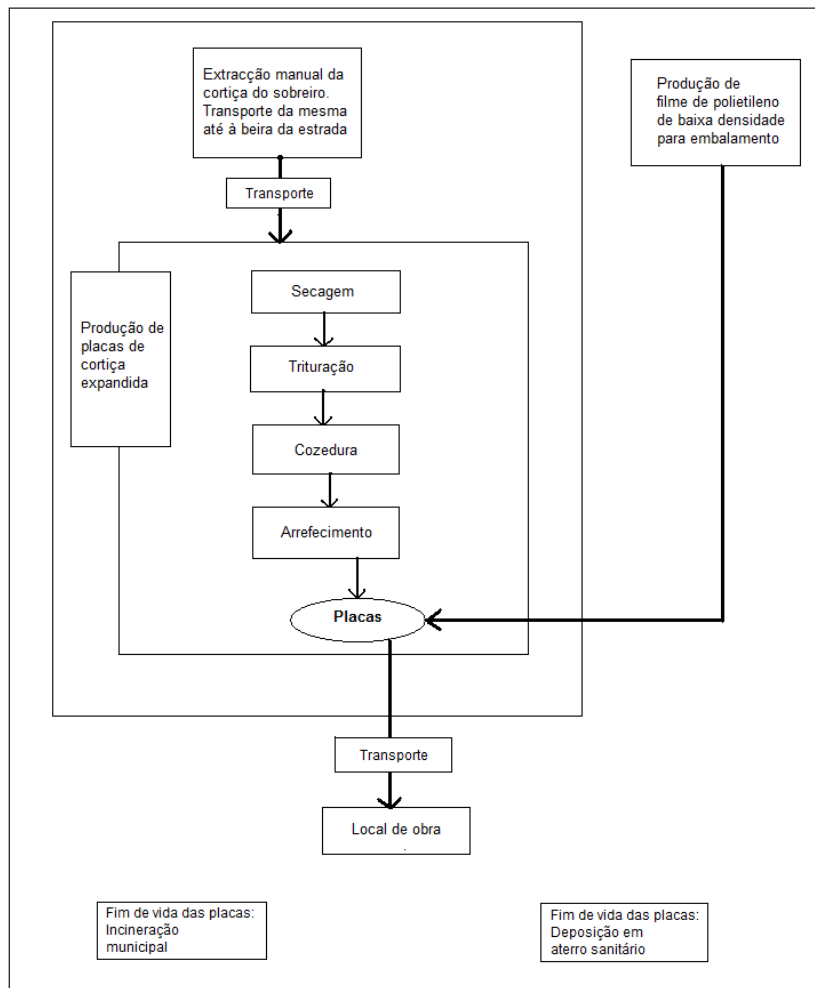 Extracção manual da
cortiça do sobreiro.
Transporte da mesma
até à beira da estrada
Produção de
filme de polietileno
de baixa densidade
para embalamento
Transporte
Produção de
placas de
cortiça
expandida
Secagem
Trituração
Cozedura
Arrefecimento
Placas
Transporte
Local de obra
Fim de vida das placas:
Incineração
municipal
Fim de vida das placas:
Deposição em
aterro sanitário